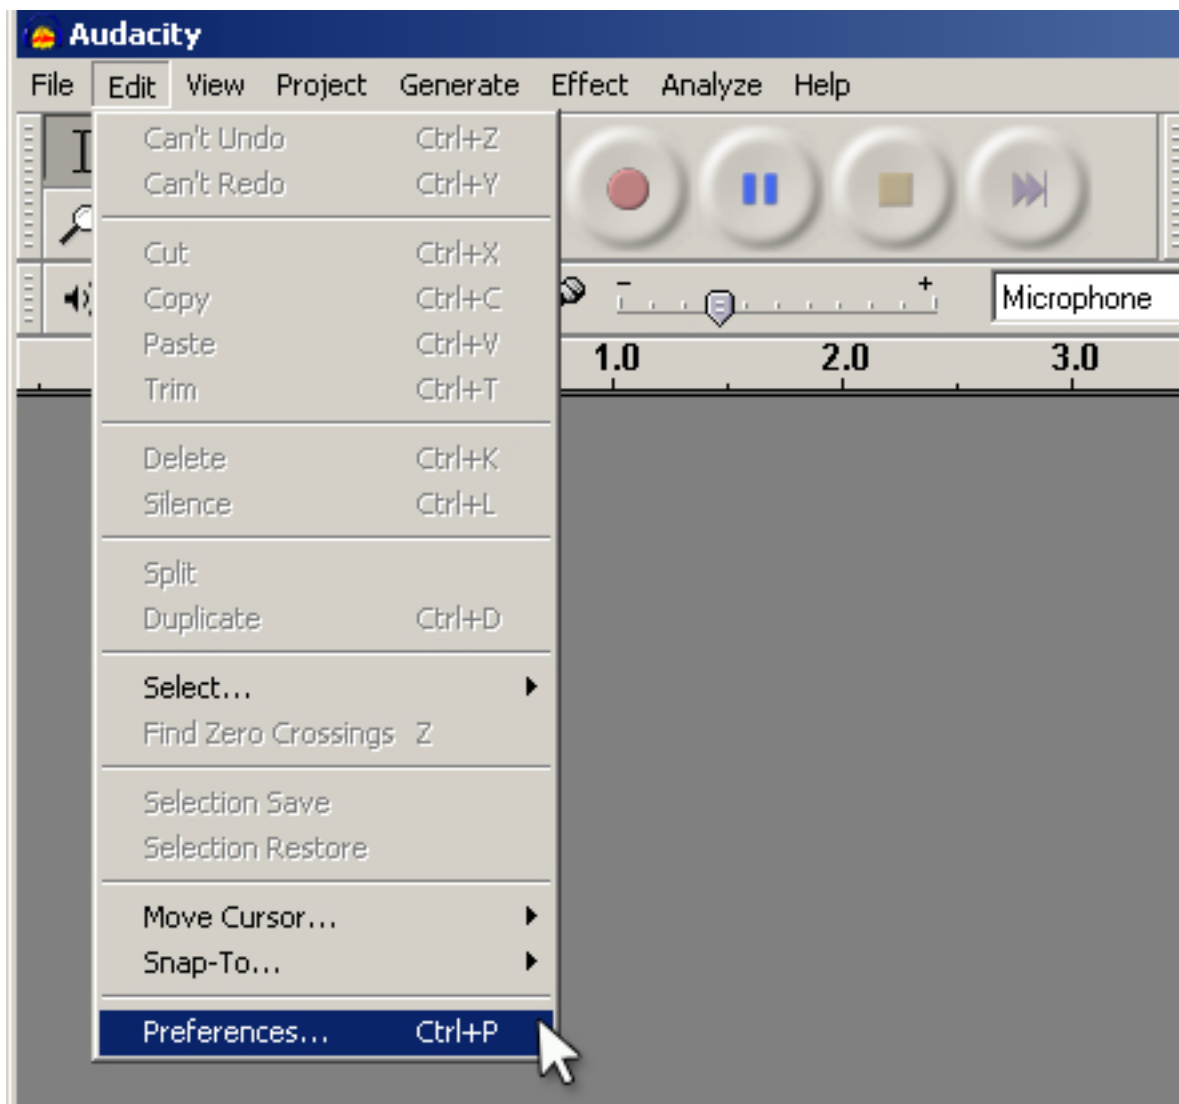 Audacity
File Edit View Project Generate Effect Analyze Help
Can't Undo Ctrl+Z
Can't Redo Ctrl+Y
Cut Ctrl+X
Copy Ctrl+C
Microphone
Paste Ctrl+V
1.0 2.0 3.0
Trim Ctrl+T
Delete Ctrl+K
Silence Ctrl+L
Split
Duplicate Ctrl+D
Select...
Find Zero Crossings Z
Selection Save
Selection Restore
Move Cursor...
Snap-To...
Preferences... Ctrl+P